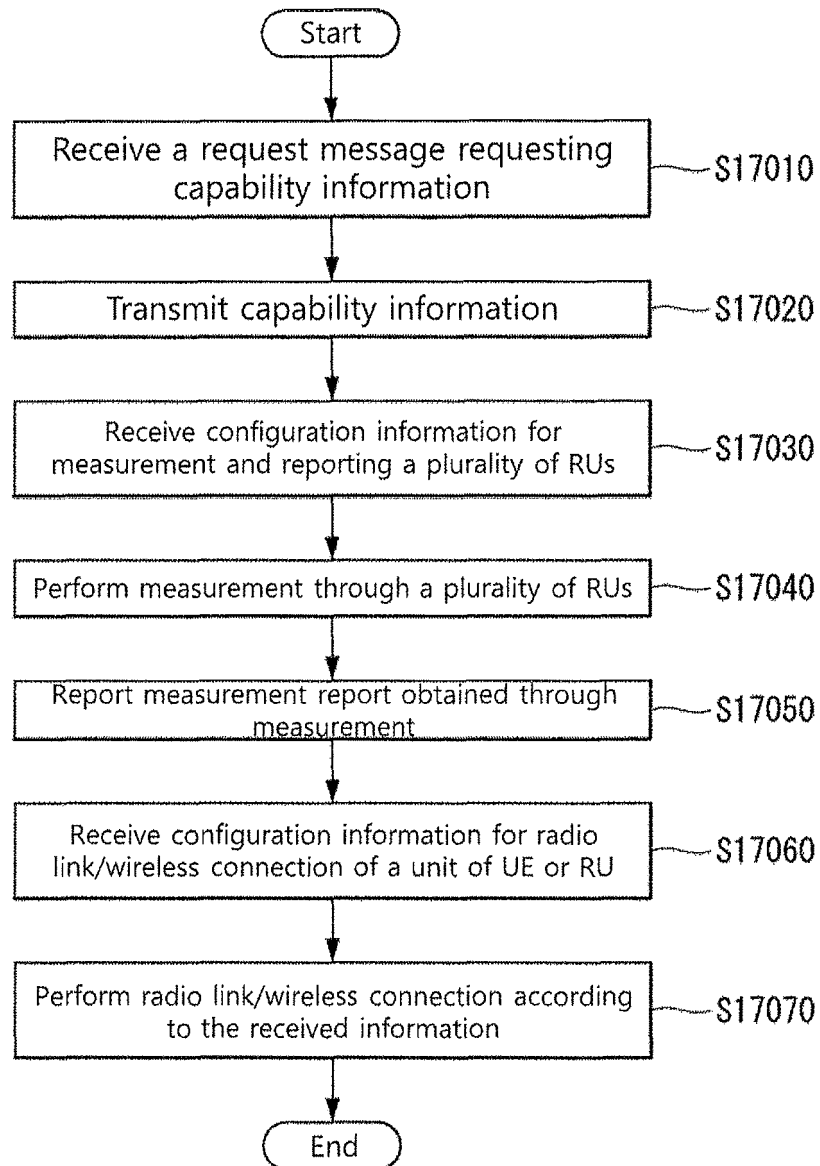 Start
Receive a request message requesting
capability information
S17010
Transmit capability information
S17020
Receive configuration information for
measurement and reporting a plurality of RUs
S17030
Perform measurement through a plurality of RUs
S17040
Report measurement report obtained through
measurement
S17050
Receive configuration information for radio
link/wireless connection of a unit of UE or RU
S17060
Perform radio link/wireless connection according
to the received information
S17070
End